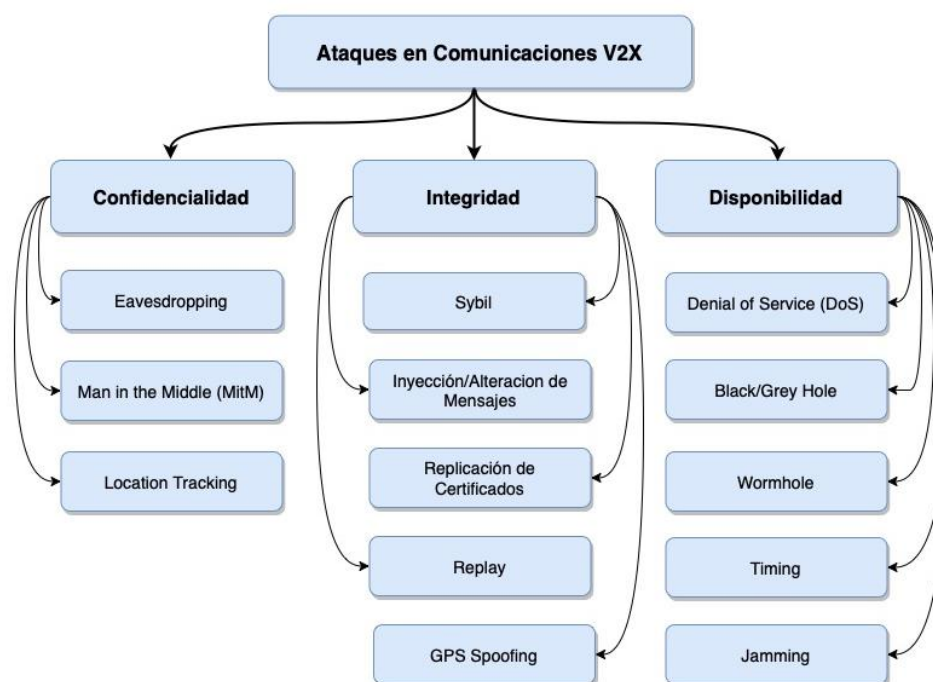 Ataques en Comunicaciones V2X
Confidencialidad
Integridad
Disponibilidad
Eavesdropping
Sybil
Denial of Service (DoS)
Man in the Middle (MitM)
Inyección/Alteracion de
Mensajes
Black/Grey Hole
Location Tracking
Replicación de
Certificados
Wormhole
Replay
Timing
GPS Spoofing
Jamming